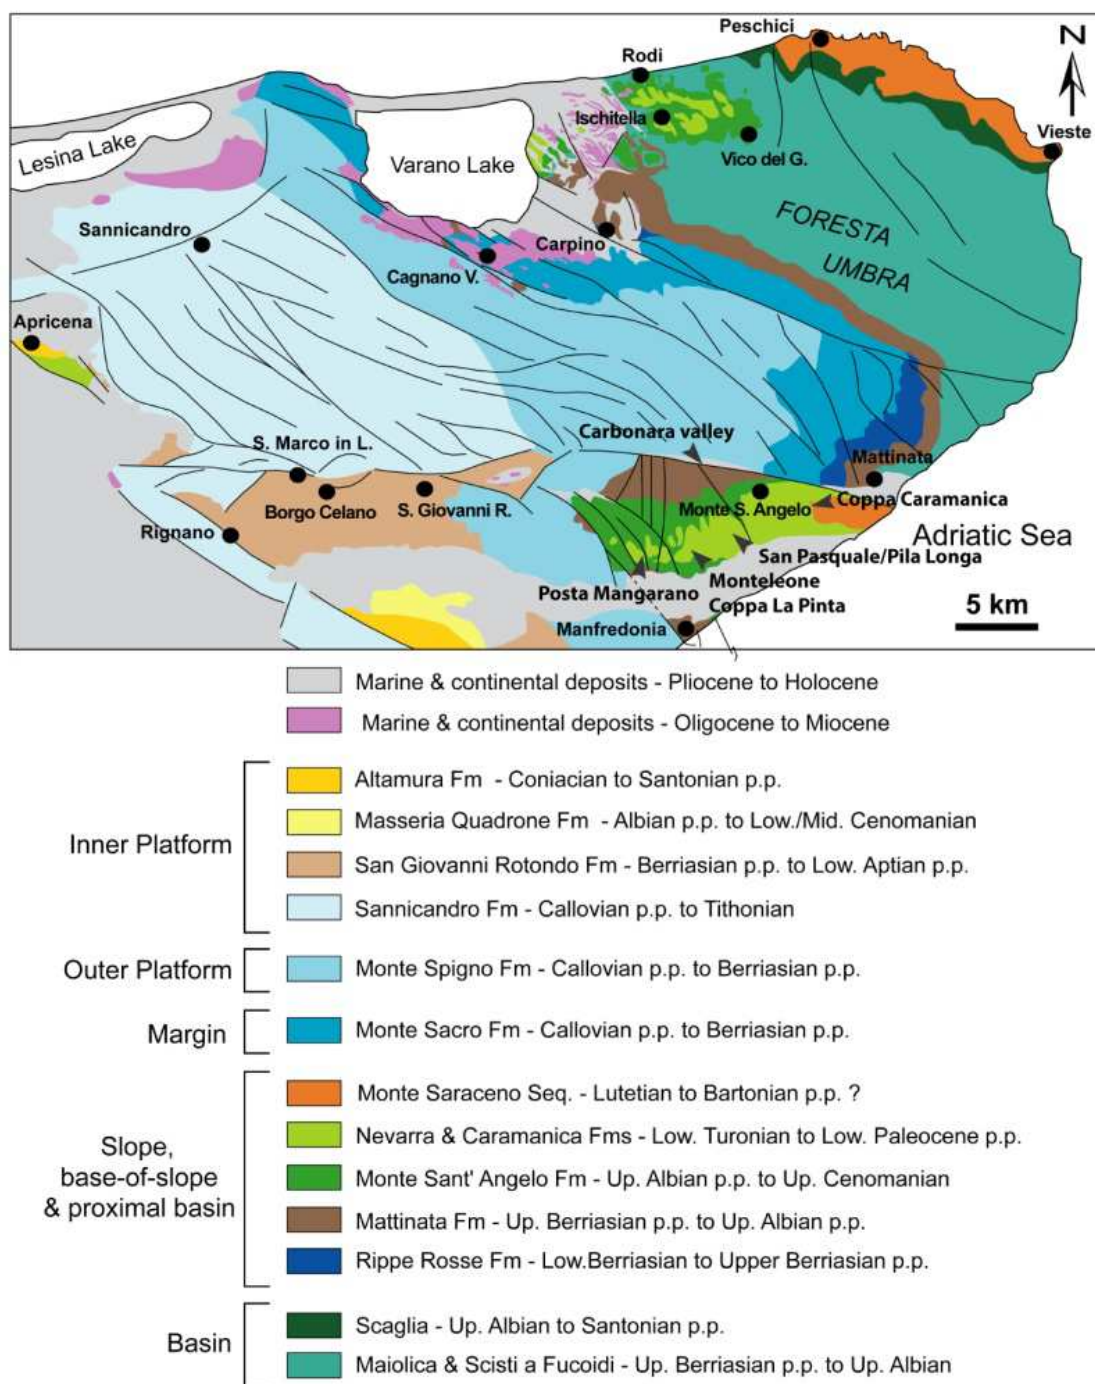 Peschici
N
Rodi
Ischitella
Lesina Lake
Varano Lake
Vico del G.
Vieste
Sannicandro
Carpino
FORESTA
UMBRA
Cagnano V.
Apricena
Carbonara valley
S. Marco in L.
Mattinata
Borgo Celano
S. Giovanni R.
Monte S. Angelo
Coppa Caramanica
Rignano
Adriatic Sea
San Pasquale/Pila Longa
Posta Mangarano
Monteleone
Coppa La Pinta
5 km
Manfredonia
Marine & continental deposits - Pliocene to Holocene
Marine & continental deposits - Oligocene to Miocene
Inner Platform
Altamura Fm - Coniacian to Santonian p.p.
Masseria Quadrone Fm - Albian p.p. to Low./Mid. Cenomanian
San Giovanni Rotondo Fm - Berriasian p.p. to Low. Aptian p.p.
Sannicandro Fm - Callovian p.p. to Tithonian
Outer Platform
Monte Spigno Fm - Callovian p.p. to Berriasian p.p.
Margin
Monte Sacro Fm - Callovian p.p. to Berriasian p.p.
Slope,
base-of-slope
& proximal basin
Monte Saraceno Seq. - Lutetian to Bartonian p.p. ?
Nevarra & Caramanica Fms - Low. Turonian to Low. Paleocene p.p.
Monte Sant' Angelo Fm - Up. Albian p.p. to Up. Cenomanian
Mattinata Fm - Up. Berriasian p.p. to Up. Albian p.p.
Rippe Rosse Fm - Low.Berriasian to Upper Berriasian p.p.
Basin
Scaglia - Up. Albian to Santonian p.p.
Maiolica & Scisti a Fucoidi - Up. Berriasian p.p. to Up. Albian